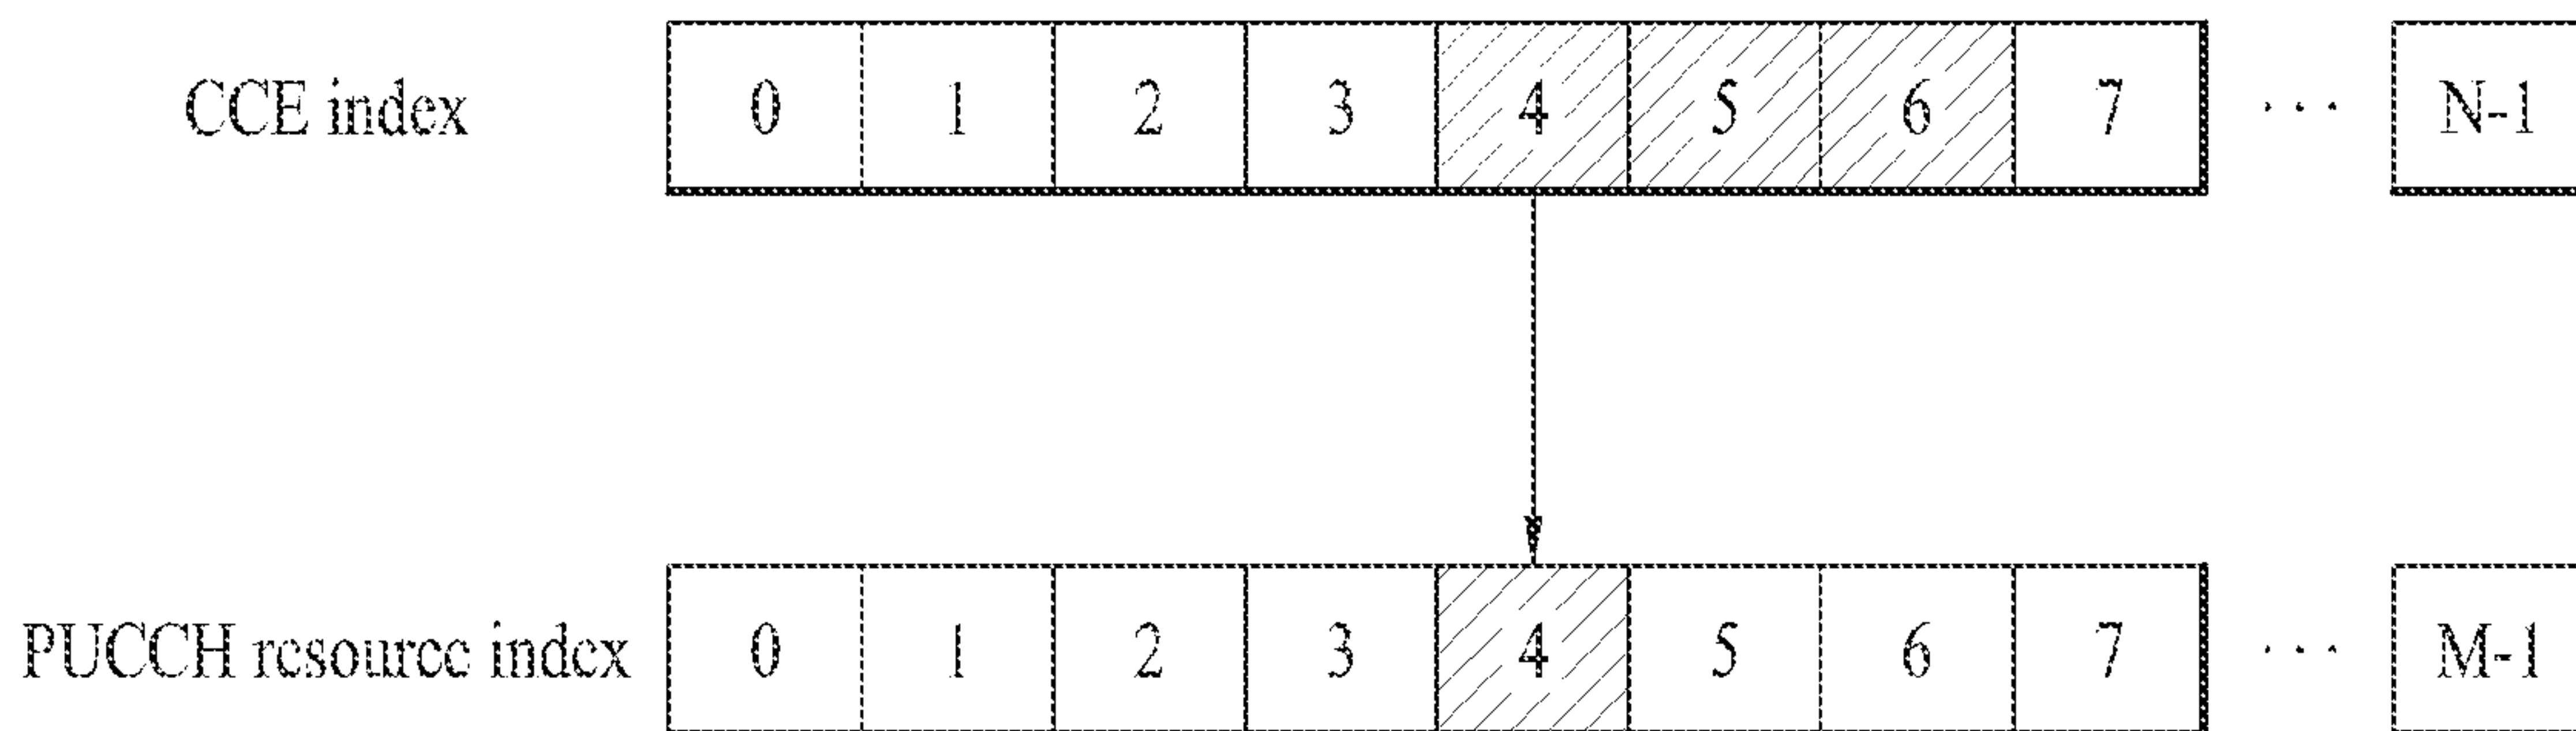 CCE index 0 1 2 3 4 5 6 7 ... N-1
PUCCH resource index 0 1 2 3 4 5 6 7 ... M-1